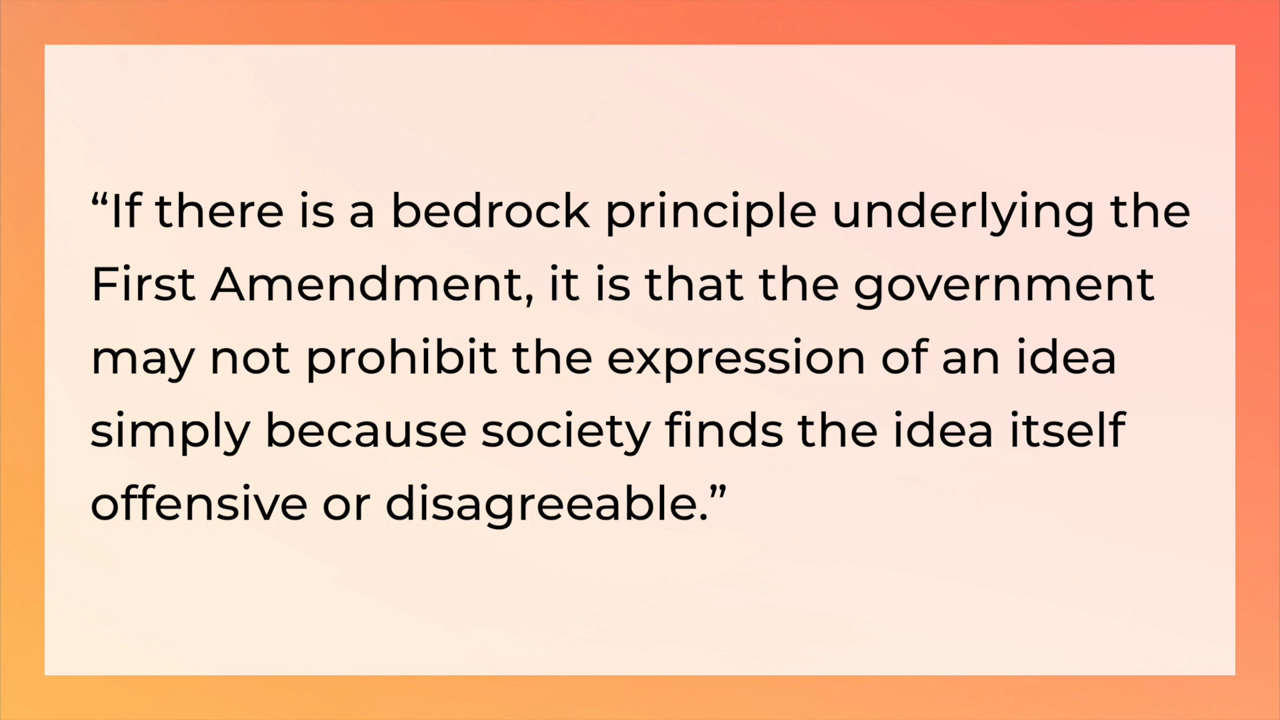 “If there is a bedrock principle underlying the
First Amendment, it is that the government
may not prohibit the expression of an idea
simply because society finds the idea itself
offensive or disagreeable.”